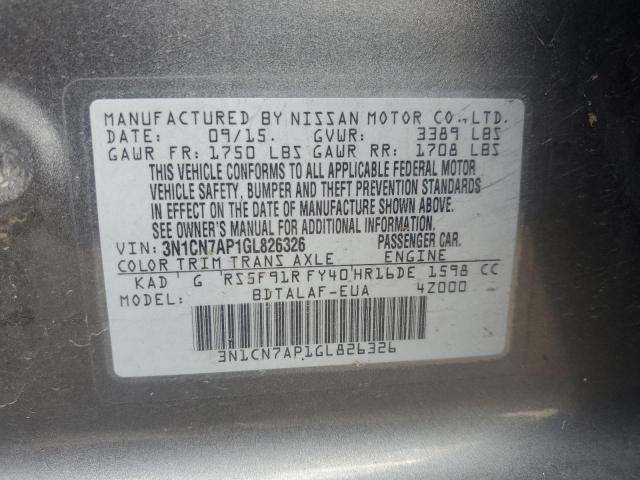 MANUFACTURED BY NISSAN MOTOR CO.,LTD.
DATE: 09/15. GVWR: 3389 LBS
GAWR FR: 1750 LBS GAWR RR: 1708 LBS
THIS VEHICLE CONFORMS TO ALL APPLICABLE FEDERAL MOTOR
VEHICLE SAFETY, BUMPER AND THEFT PREVENTION STANDARDS
IN EFFECT ON THE DATE OF MANUFACTURE SHOWN ABOVE.
SEE OWNER'S MANUAL FOR ADDITIONAL INFORMATION.
VIN: 3N1CN7AP1GL826326 PASSENGER CAR.
COLOR TRIM TRANS AXLE ENGINE
KAD G RS5F91R FY40 HR16DE 1598 CC
MODEL: BDTALAF-EUA 4Z000
3N1CN7AP1GL826326